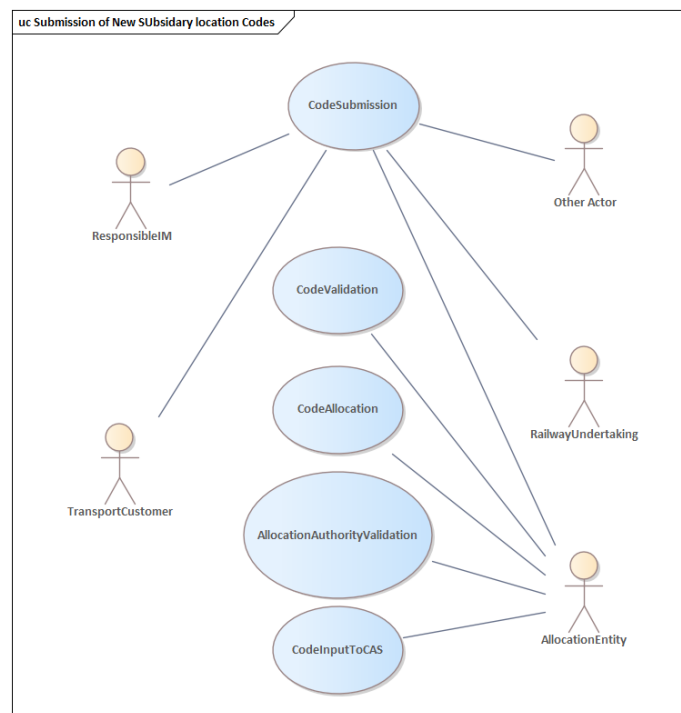 uc Submission of New SUbsidary location Codes
CodeSubmission
Other Actor
ResponsibleIM
CodeValidation
CodeAllocation
RailwayUndertaking
TransportCustomer
AllocationAuthorityValidation
AllocationEntity
CodeInputToCAS